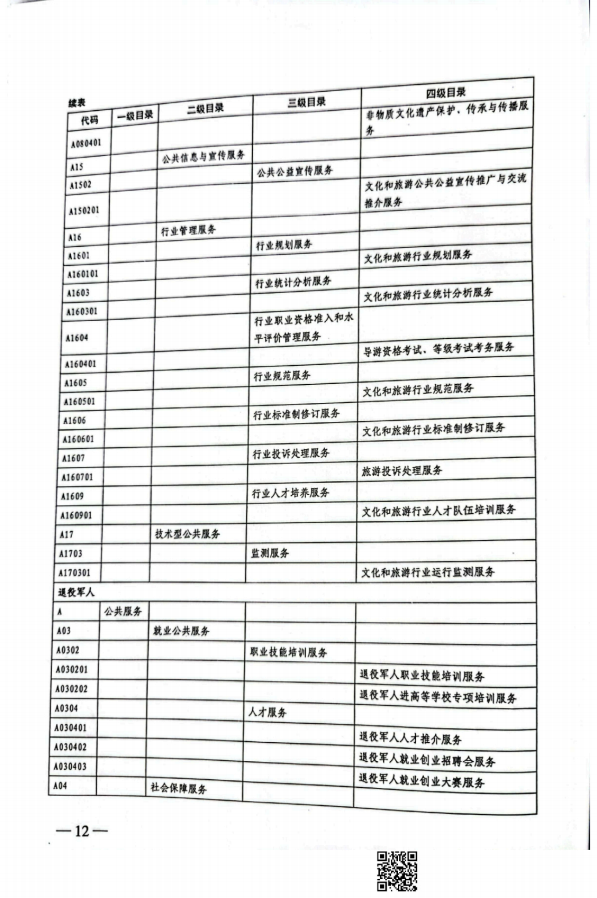 续表
代码 一级目录 二级目录 三级目录 四级目录
A080401 非物质文化遗产保护、传承与传播服
务
A15 公共信息与宣传服务
A1502 公共公益宣传服务
A150201 文化和旅游公共公益宣传推广与交流
推介服务
A16 行业管理服务
A1601 行业规划服务
A160101 文化和旅游行业规划服务
A1603 行业统计分析服务
A160301 文化和旅游行业统计分析服务
A1604 行业职业资格准入和水
平评价管理服务
A160401 导游资格考试、等级考试考务服务
A1605 行业规范服务
A160501 文化和旅游行业规范服务
A1606 行业标准制修订服务
A160601 文化和旅游行业标准制修订服务
A1607 行业投诉处理服务
A160701 旅游投诉处理服务
A1609 行业人才培养服务
A160901 文化和旅游行业人才队伍培训服务
A17 技术型公共服务
A1703 监测服务
A170301 文化和旅游行业运行监测服务
退役军人
A 公共服务
A03 就业公共服务
A0302 职业技能培训服务
A030201 退役军人职业技能培训服务
A030202 退役军人进高等学校专项培训服务
A0304 人才服务
A030401 退役军人人才推介服务
A030402 退役军人就业创业招聘会服务
A030403 退役军人就业创业大赛服务
A04 社会保障服务
—12—